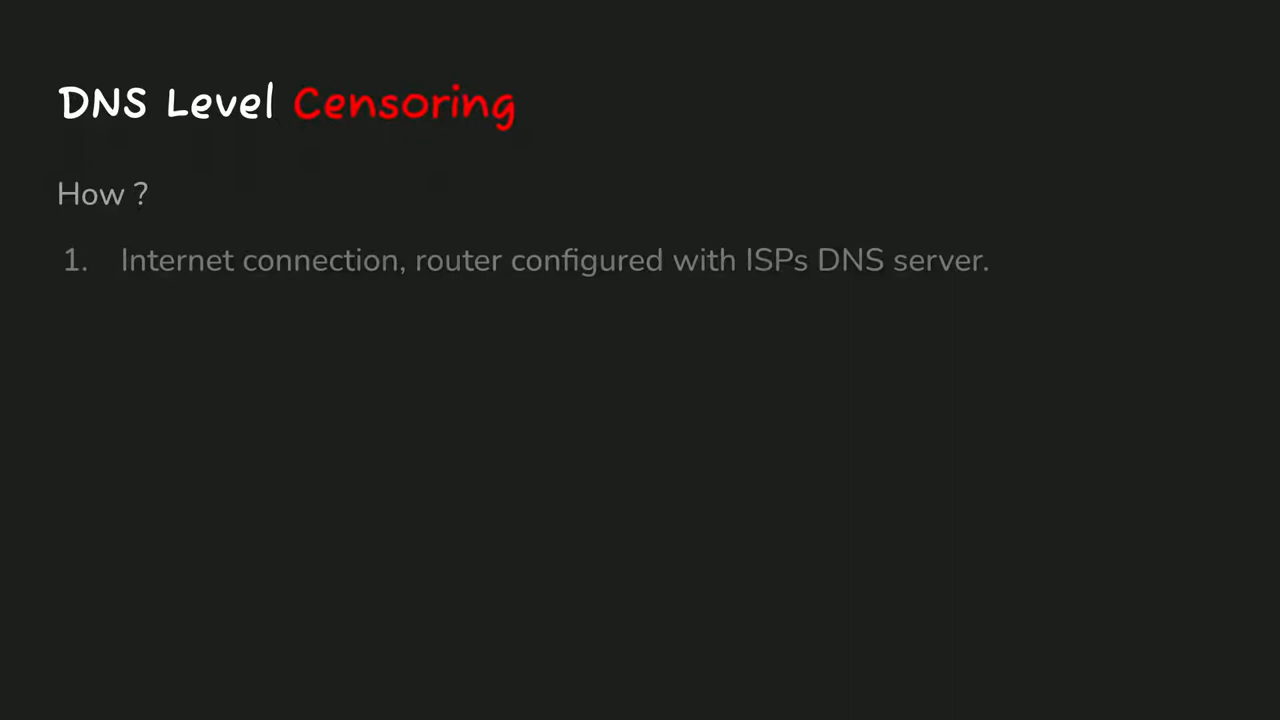 DNS Level Censoring
How ?
1. Internet connection, router configured with ISPs DNS server.